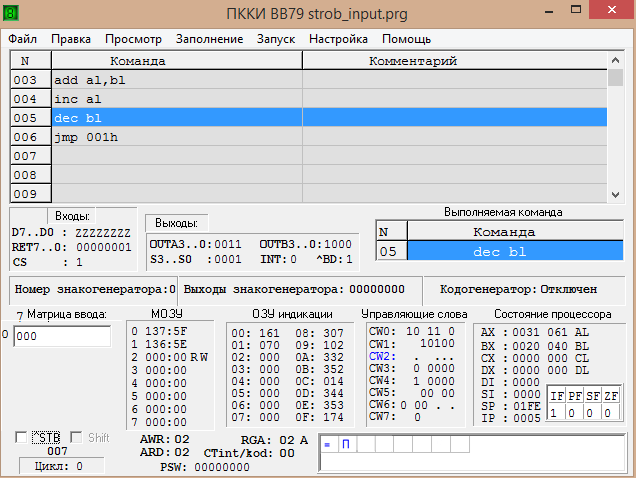 ПККИ ВВ79 strob_input.prg
Файл Правка Просмотр Заполнение Запуск Настройка Помощь
N Команда Комментарий
003 add al,bl
004 inc al
005 dec bl
006 jmp 001h
007
008
009
Входы:
D7..D0 : ZZZZZZZZ
RET7..0: 00000001
CS : 1
Выходы:
OUTA3..0:0011 OUTB3..0:1000
S3..S0 :0001 INT:0 ^BD:1
Выполняемая команда
N Команда
05 dec bl
Номер знакогенератора:0 Выходы знакогенератора: 00000000 Кодогенератор: Отключен
7 Матрица ввода:
0 000
МОЗУ
0 137:5F
1 136:5E
2 000:00 RW
3 000:00
4 000:00
5 000:00
6 000:00
7 000:00
ОЗУ индикации
00: 161 08: 307
01: 070 09: 102
02: 000 0A: 332
03: 000 0B: 352
04: 000 0C: 014
05: 000 0D: 344
06: 000 0E: 353
07: 000 0F: 174
Управляющие слова
CW0: 10 11 0
CW1: 10100
CW2: . ...
CW3: 0 0000
CW4: 1 0000
CW5: 00 00
CW6: 0 00 . .
CW7: 0
Состояние процессора
AX : 0031 061 AL
BX : 0020 040 BL
CX : 0000 000 CL
DX : 0000 000 DL
DI : 0000
SI : 0000
SP : 01FE
IP : 0005
IF PF SF ZF
1 0 0 0
^STB Shift
007
Цикл: 0
AWR: 02 RGA: 02 A
ARD: 02 CTint/kod: 00
PSW: 00000000
= П